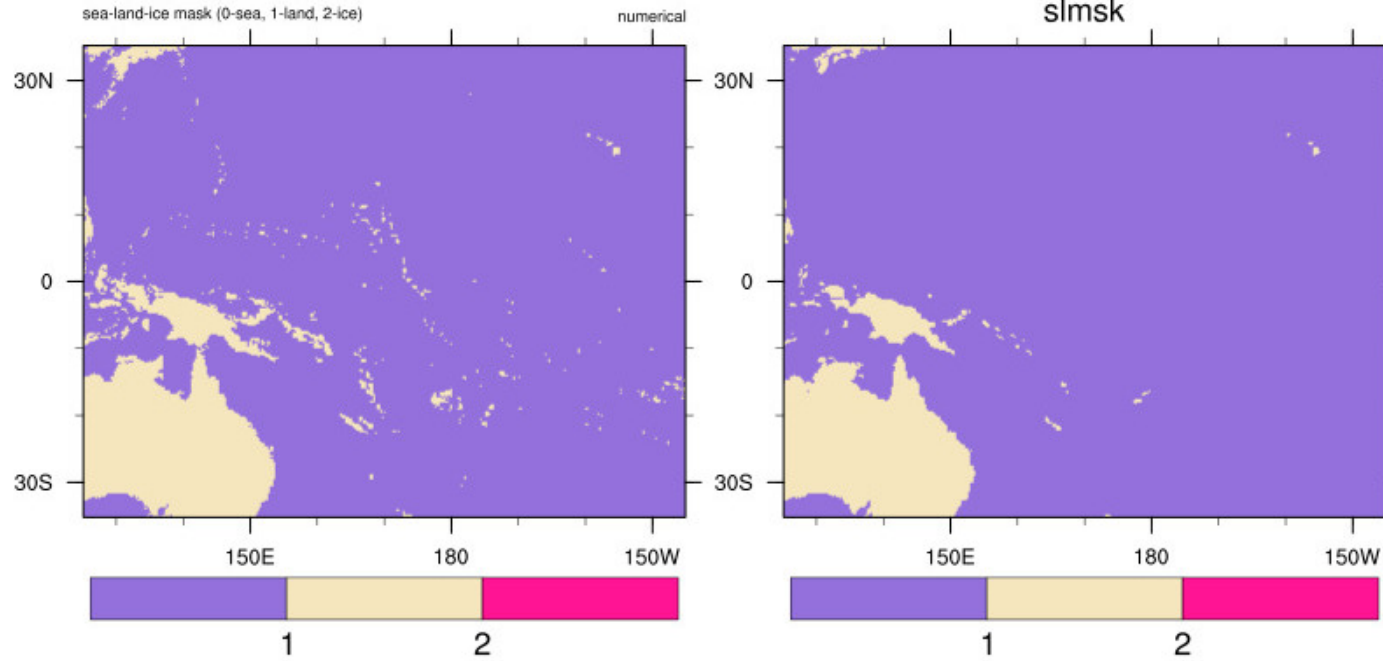 sea-land-ice mask (0-sea, 1-land, 2-ice)
numerical
30N
0
30S
150E
180
150W
1
2
slmsk
30N
0
30S
150E
180
150W
1
2